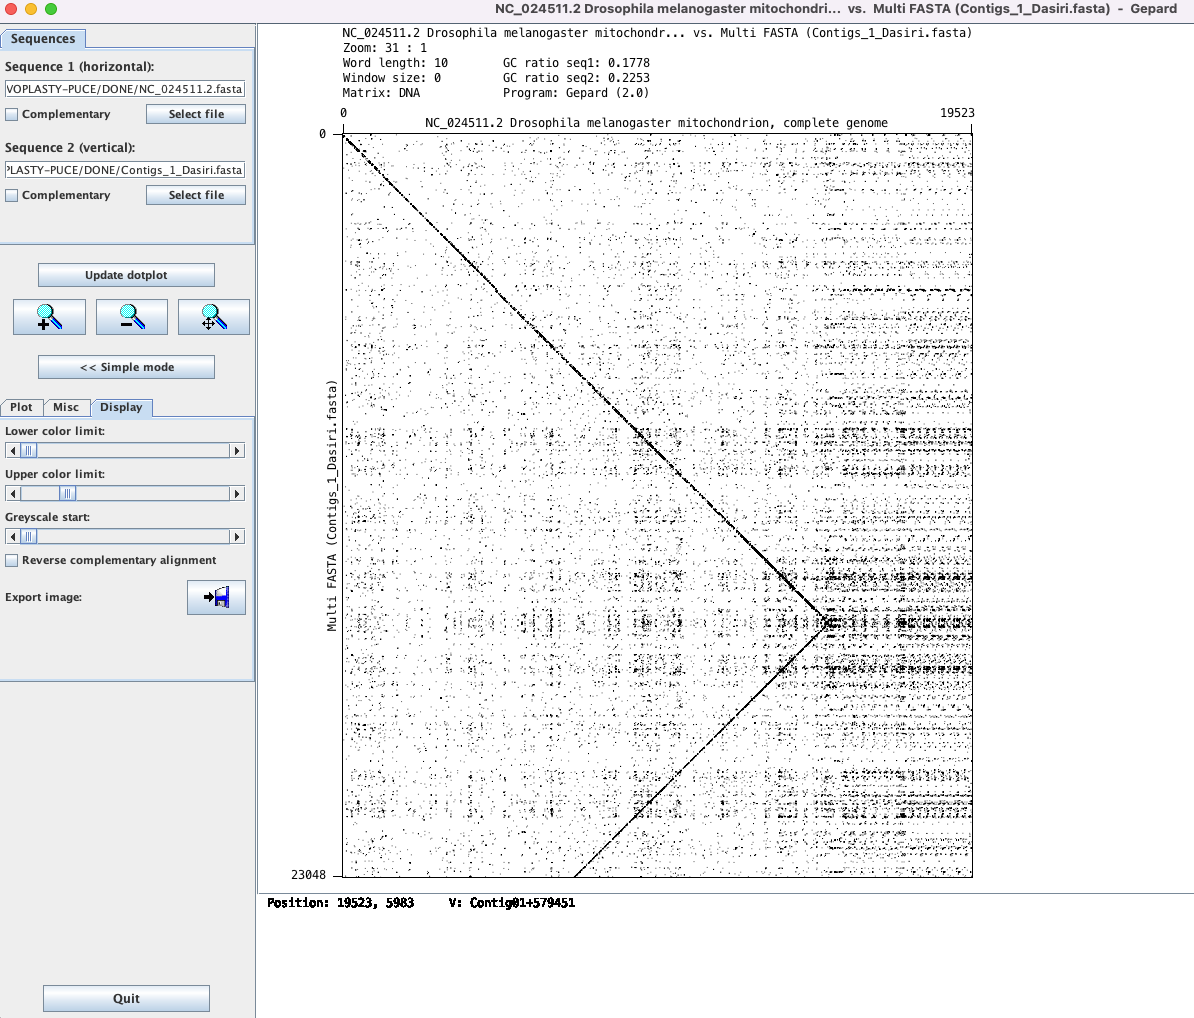 NC_024511.2 Drosophila melanogaster mitochondri... vs. Multi FASTA (Contigs_1_Dasiri.fasta) - Gepard
Sequences
Sequence 1 (horizontal):
VOPLASTY-PUCE/DONE/NC_024511.2.fasta
Complementary
Select file
Sequence 2 (vertical):
PLASTY-PUCE/DONE/Contigs_1_Dasiri.fasta
Complementary
Select file
Update dotplot
<< Simple mode
Plot
Misc
Display
Lower color limit:
Upper color limit:
Greyscale start:
Reverse complementary alignment
Export image:
Quit
NC_024511.2 Drosophila melanogaster mitochondr... vs. Multi FASTA (Contigs_1_Dasiri.fasta)
Zoom: 31 : 1
Word length: 10 GC ratio seq1: 0.1778
Window size: 0 GC ratio seq2: 0.2253
Matrix: DNA Program: Gepard (2.0)
0 19523
NC_024511.2 Drosophila melanogaster mitochondrion, complete genome
0
Multi FASTA (Contigs_1_Dasiri.fasta)
23048
Position: 19523, 5983 V: Contig01+579451